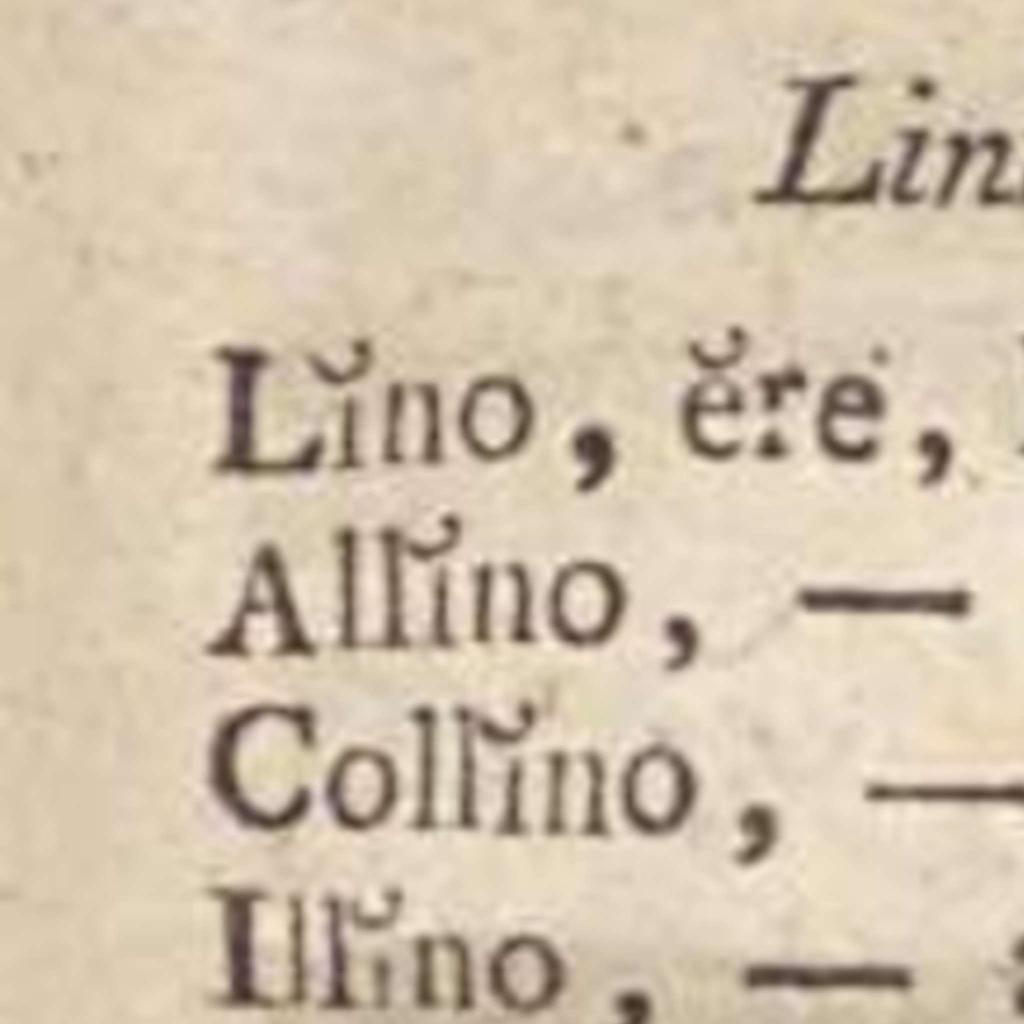 Lin
Lĭno, ĕre,
Allĭno, —
Collĭno, —
Illĭno, —